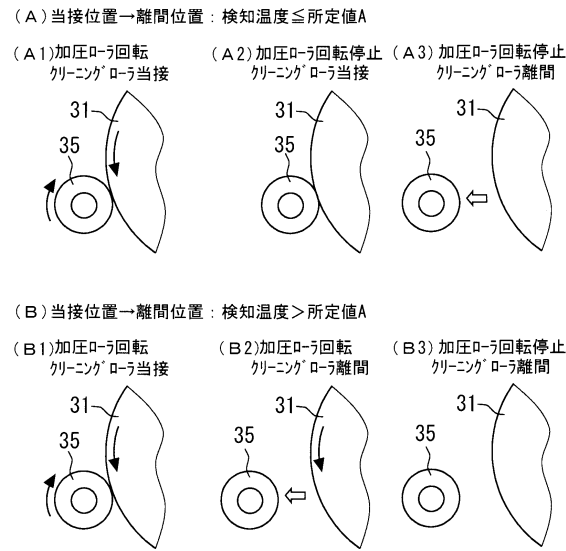 (A)当接位置→離間位置：検知温度≦所定値A
(A1)加圧ﾛｰﾗ回転
ｸﾘｰﾆﾝｸﾞﾛｰﾗ当接
(A2)加圧ﾛｰﾗ回転停止
ｸﾘｰﾆﾝｸﾞﾛｰﾗ当接
(A3)加圧ﾛｰﾗ回転停止
ｸﾘｰﾆﾝｸﾞﾛｰﾗ離間
31
35
31
35
31
35
(B)当接位置→離間位置：検知温度＞所定値A
(B1)加圧ﾛｰﾗ回転
ｸﾘｰﾆﾝｸﾞﾛｰﾗ当接
(B2)加圧ﾛｰﾗ回転
ｸﾘｰﾆﾝｸﾞﾛｰﾗ離間
(B3)加圧ﾛｰﾗ回転停止
ｸﾘｰﾆﾝｸﾞﾛｰﾗ離間
31
35
31
35
31
35